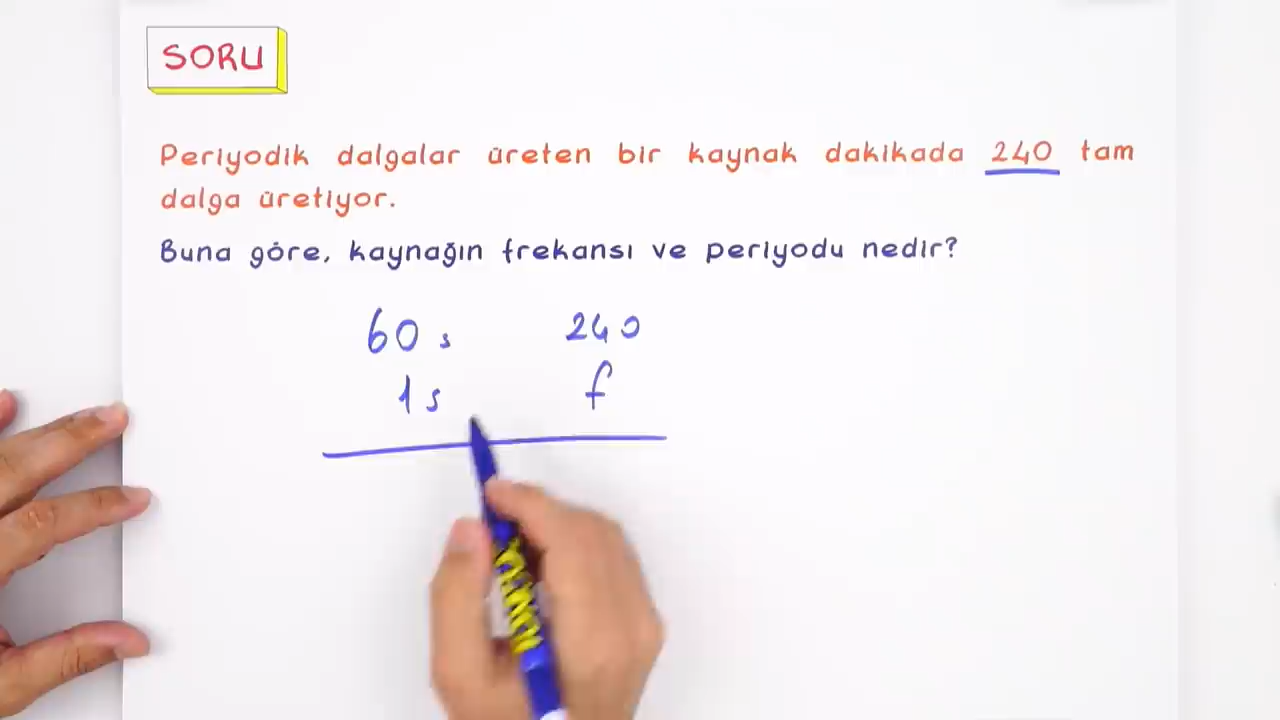 SORU
Periyodik dalgalar üreten bir kaynak dakikada 240 tam
dalga üretiyor.
Buna göre, kaynağın frekansı ve periyodu nedir?
60 s 240
1 s f